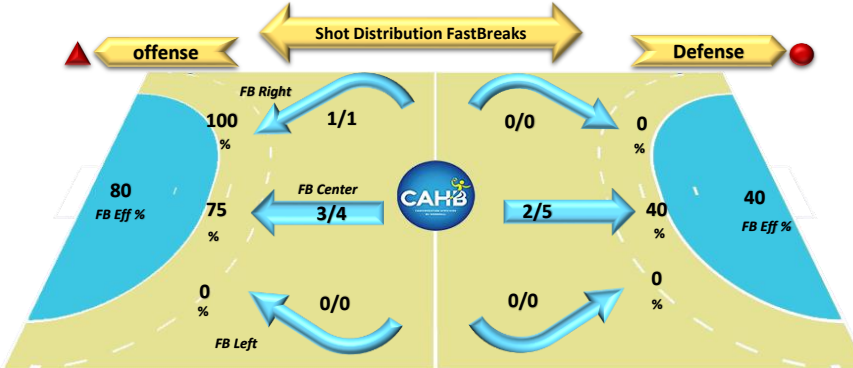 Shot Distribution FastBreaks
offense
Defense
FB Right
100
%
1/1
0/0
0
%
80
FB Eff %
FB Center
75
%
3/4
CAHB
2/5
40
%
40
FB Eff %
0
%
0/0
0/0
0
%
FB Left